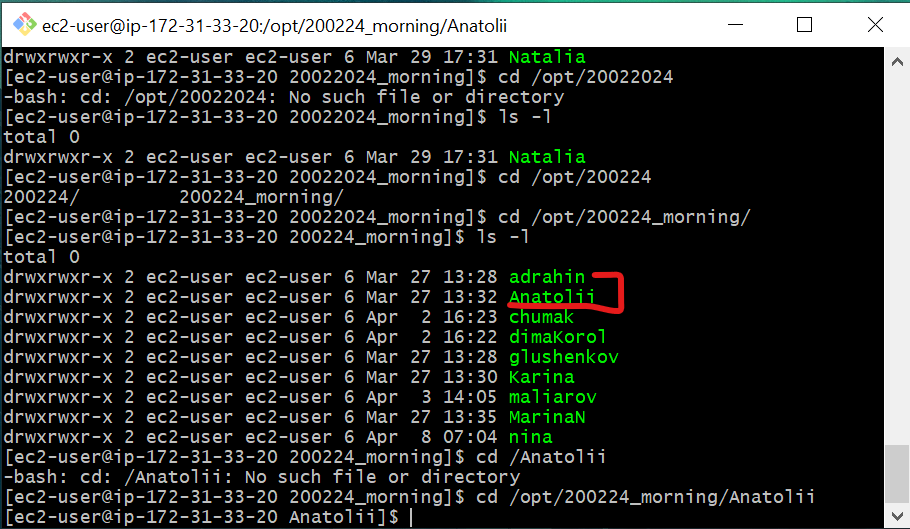 ec2-user@ip-172-31-33-20:/opt/200224_morning/Anatolii
drwxrwxr-x 2 ec2-user ec2-user 6 Mar 29 17:31 Natalia
[ec2-user@ip-172-31-33-20 20022024_morning]$ cd /opt/20022024
-bash: cd: /opt/20022024: No such file or directory
[ec2-user@ip-172-31-33-20 20022024_morning]$ ls -l
total 0
drwxrwxr-x 2 ec2-user ec2-user 6 Mar 29 17:31 Natalia
[ec2-user@ip-172-31-33-20 20022024_morning]$ cd /opt/200224
200224/         200224_morning/
[ec2-user@ip-172-31-33-20 20022024_morning]$ cd /opt/200224_morning/
[ec2-user@ip-172-31-33-20 200224_morning]$ ls -l
total 0
drwxrwxr-x 2 ec2-user ec2-user 6 Mar 27 13:28 adrahin
drwxrwxr-x 2 ec2-user ec2-user 6 Mar 27 13:32 Anatolii
drwxrwxr-x 2 ec2-user ec2-user 6 Apr  2 16:23 chumak
drwxrwxr-x 2 ec2-user ec2-user 6 Apr  2 16:22 dimaKorol
drwxrwxr-x 2 ec2-user ec2-user 6 Mar 27 13:28 glushenkov
drwxrwxr-x 2 ec2-user ec2-user 6 Mar 27 13:30 Karina
drwxrwxr-x 2 ec2-user ec2-user 6 Apr  3 14:05 maliarov
drwxrwxr-x 2 ec2-user ec2-user 6 Mar 27 13:35 MarinaN
drwxrwxr-x 2 ec2-user ec2-user 6 Apr  8 07:04 nina
[ec2-user@ip-172-31-33-20 200224_morning]$ cd /Anatolii
-bash: cd: /Anatolii: No such file or directory
[ec2-user@ip-172-31-33-20 200224_morning]$ cd /opt/200224_morning/Anatolii
[ec2-user@ip-172-31-33-20 Anatolii]$